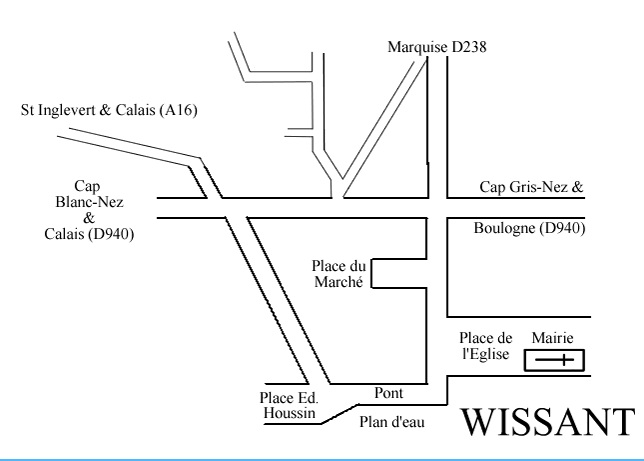 Marquise D238
St Inglevert & Calais (A16)
Cap
Blanc-Nez
&
Calais (D940)
Cap Gris-Nez &
Boulogne (D940)
Place du
Marché
Place de
l'Eglise
Mairie
Place Ed.
Houssin
Pont
Plan d'eau
WISSANT